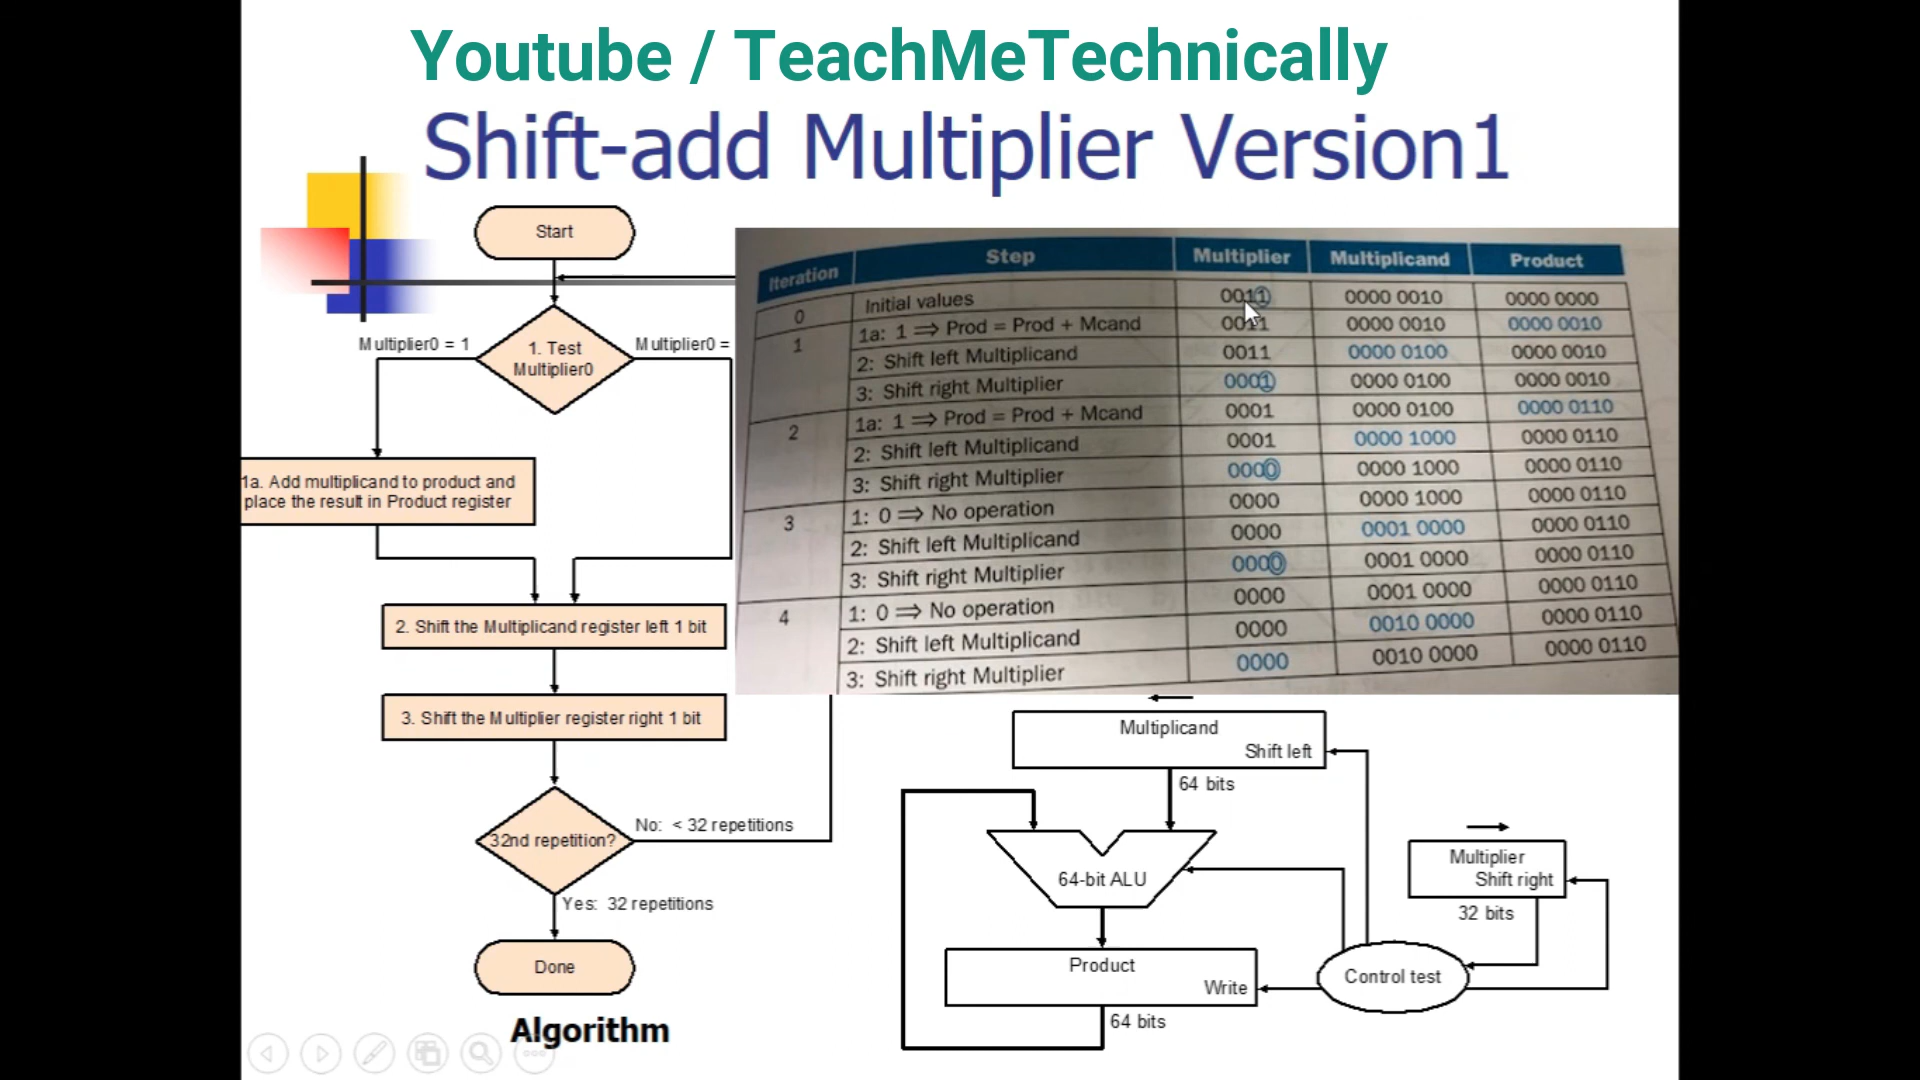 Youtube / TeachMeTechnically
Shift-add Multiplier Version1
Start
Multiplier0 = 1
1. Test
Multiplier0
Multiplier0 =
1a. Add multiplicand to product and
place the result in Product register
2. Shift the Multiplicand register left 1 bit
3. Shift the Multiplier register right 1 bit
32nd repetition?
No: < 32 repetitions
Yes: 32 repetitions
Done
Algorithm
Iteration Step Multiplier Multiplicand Product
0 Initial values 0011 0000 0010 0000 0000
1 1a: 1 ⇒ Prod = Prod + Mcand 0011 0000 0010 0000 0010
2: Shift left Multiplicand 0011 0000 0100 0000 0010
3: Shift right Multiplier 0001 0000 0100 0000 0010
2 1a: 1 ⇒ Prod = Prod + Mcand 0001 0000 0100 0000 0110
2: Shift left Multiplicand 0001 0000 1000 0000 0110
3: Shift right Multiplier 0000 0000 1000 0000 0110
3 1: 0 ⇒ No operation 0000 0000 1000 0000 0110
2: Shift left Multiplicand 0000 0001 0000 0000 0110
3: Shift right Multiplier 0000 0001 0000 0000 0110
4 1: 0 ⇒ No operation 0000 0001 0000 0000 0110
2: Shift left Multiplicand 0000 0010 0000 0000 0110
3: Shift right Multiplier 0000 0010 0000 0000 0110
Multiplicand
Shift left
64 bits
64-bit ALU
Multiplier
Shift right
32 bits
Product
Write
Control test
64 bits